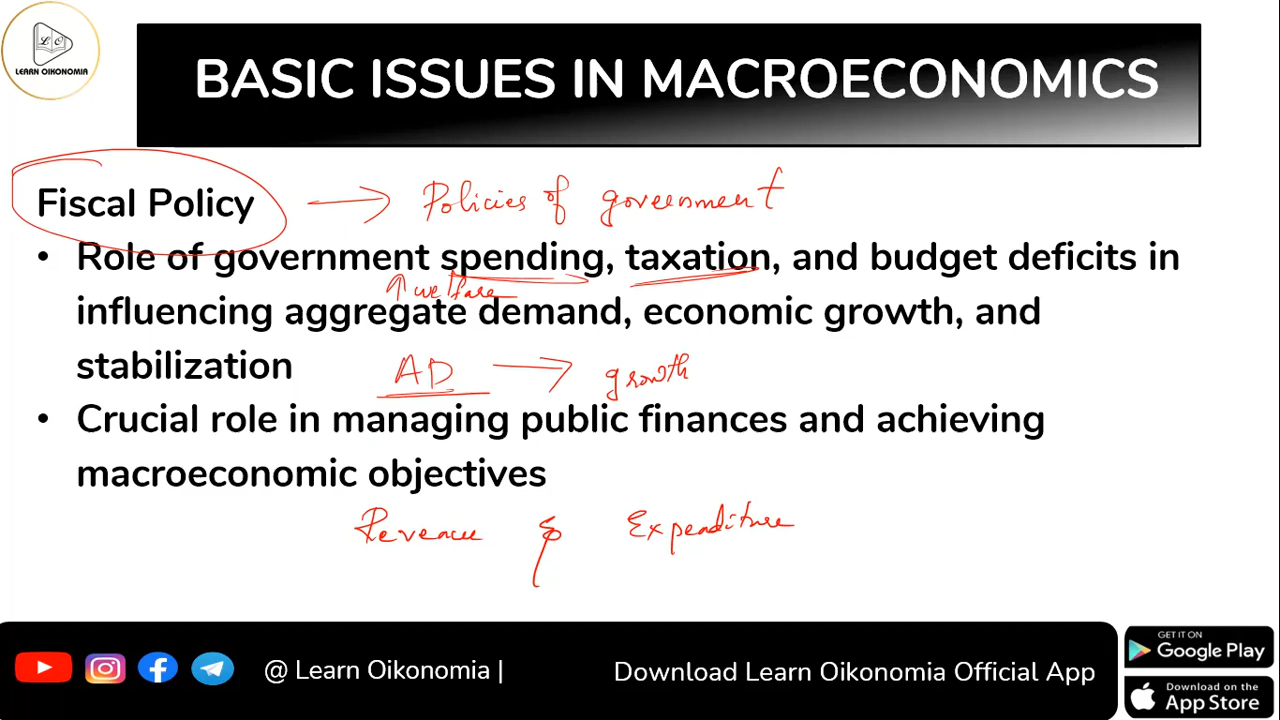 L O
LEARN OIKONOMIA
BASIC ISSUES IN MACROECONOMICS
Fiscal Policy → Policies of government
• Role of government spending, taxation, and budget deficits in
↑ welfare
influencing aggregate demand, economic growth, and
stabilization
AD → growth
• Crucial role in managing public finances and achieving
macroeconomic objectives
Revenue & Expenditure
@ Learn Oikonomia |
Download Learn Oikonomia Official App
GET IT ON
Google Play
Download on the
App Store